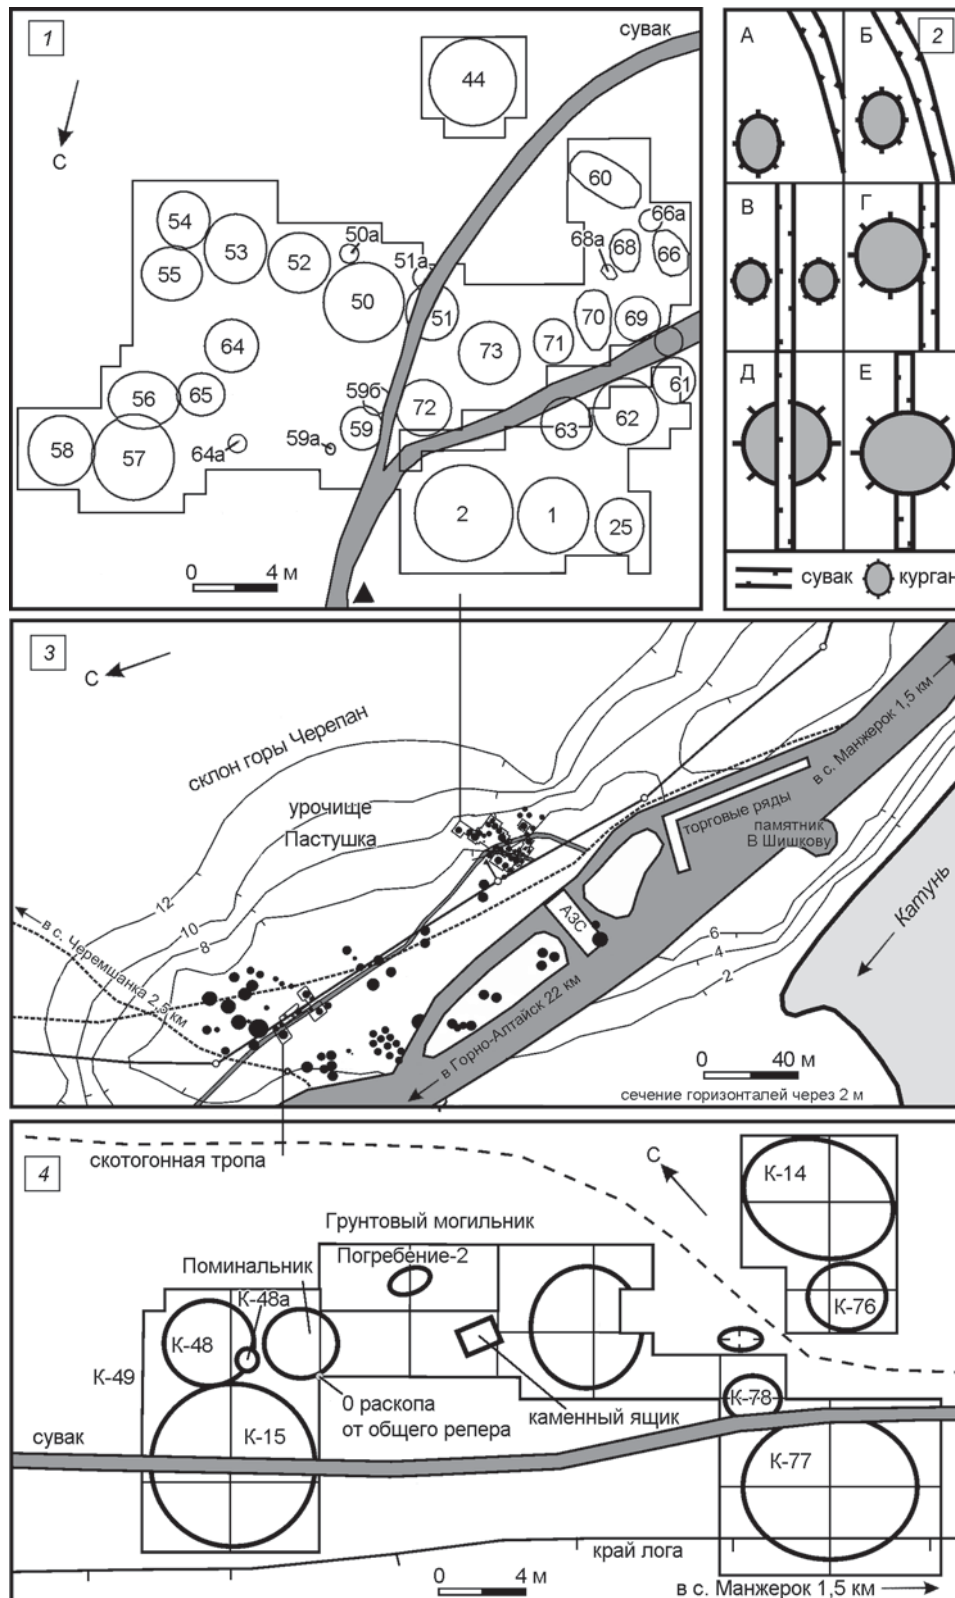 1
сувак
44
С
60
54
53
52
50а
66а
68а
68
66
55
51а
50
51
70
69
64
73
71
56
65
59б
72
61
62
58
57
64а
59а
59
63
2
1
25
0 4 м
2
А
Б
В
Г
Д
Е
сувак
курган
3
С
склон горы Черепан
урочище
Пастушка
12
10
8
в с. Черемшанка 2,5 км
в с. Манжерок 1,5 км
торговые ряды
памятник
В Шишкову
АЗС
Катунь
6
4
2
в Горно-Алтайск 22 км
0 40 м
сечение горизонталей через 2 м
4
скотогонная тропа
С
К-14
Грунтовый могильник
Погребение-2
Поминальник
К-48а
К-48
К-49
К-76
К-78
0 раскопа
от общего репера
каменный ящик
сувак
К-15
К-77
край лога
0 4 м
в с. Манжерок 1,5 км